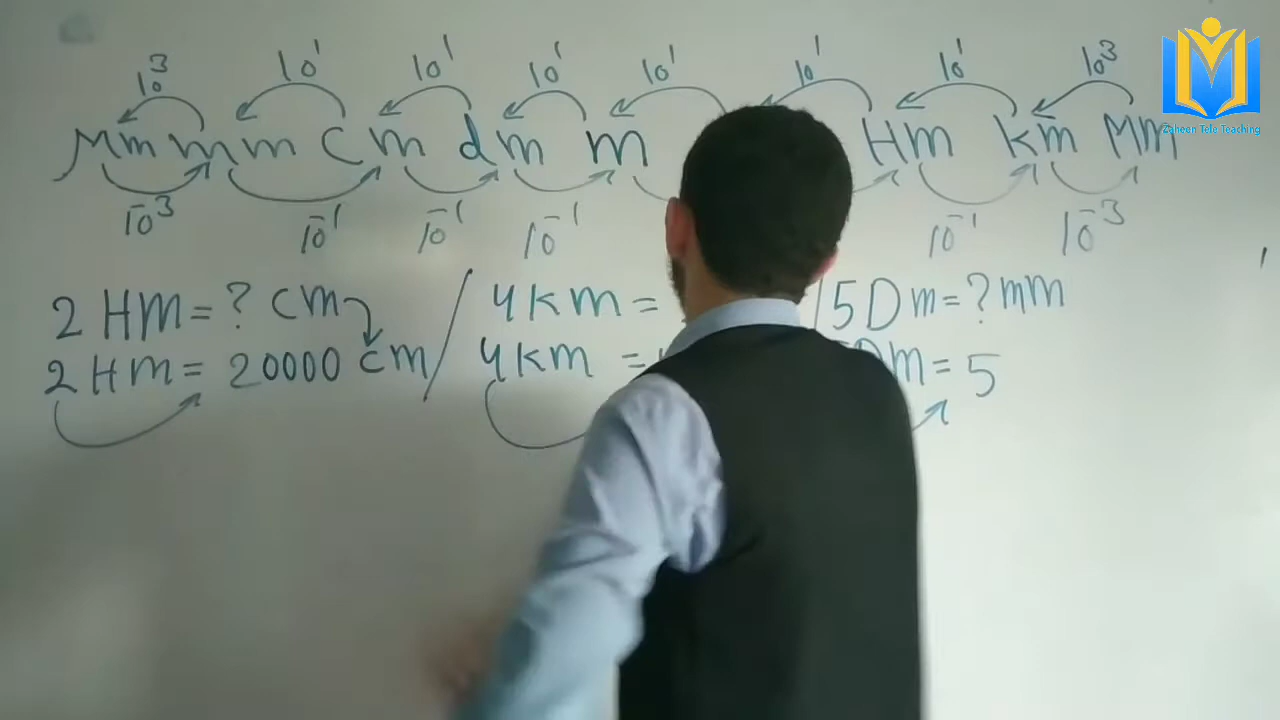 10³ 10¹ 10¹ 10¹ 10¹ 10¹ 10¹ 10³
μm mm cm dm m Hm km Mm
10⁻³ 10⁻¹ 10⁻¹ 10⁻¹ 10⁻¹ 10⁻³
2 Hm = ? cm / 4 km = / 5 Dm = ? mm
2 Hm = 20000 cm / 4 km = m = 5
Zaheen Tele Teaching